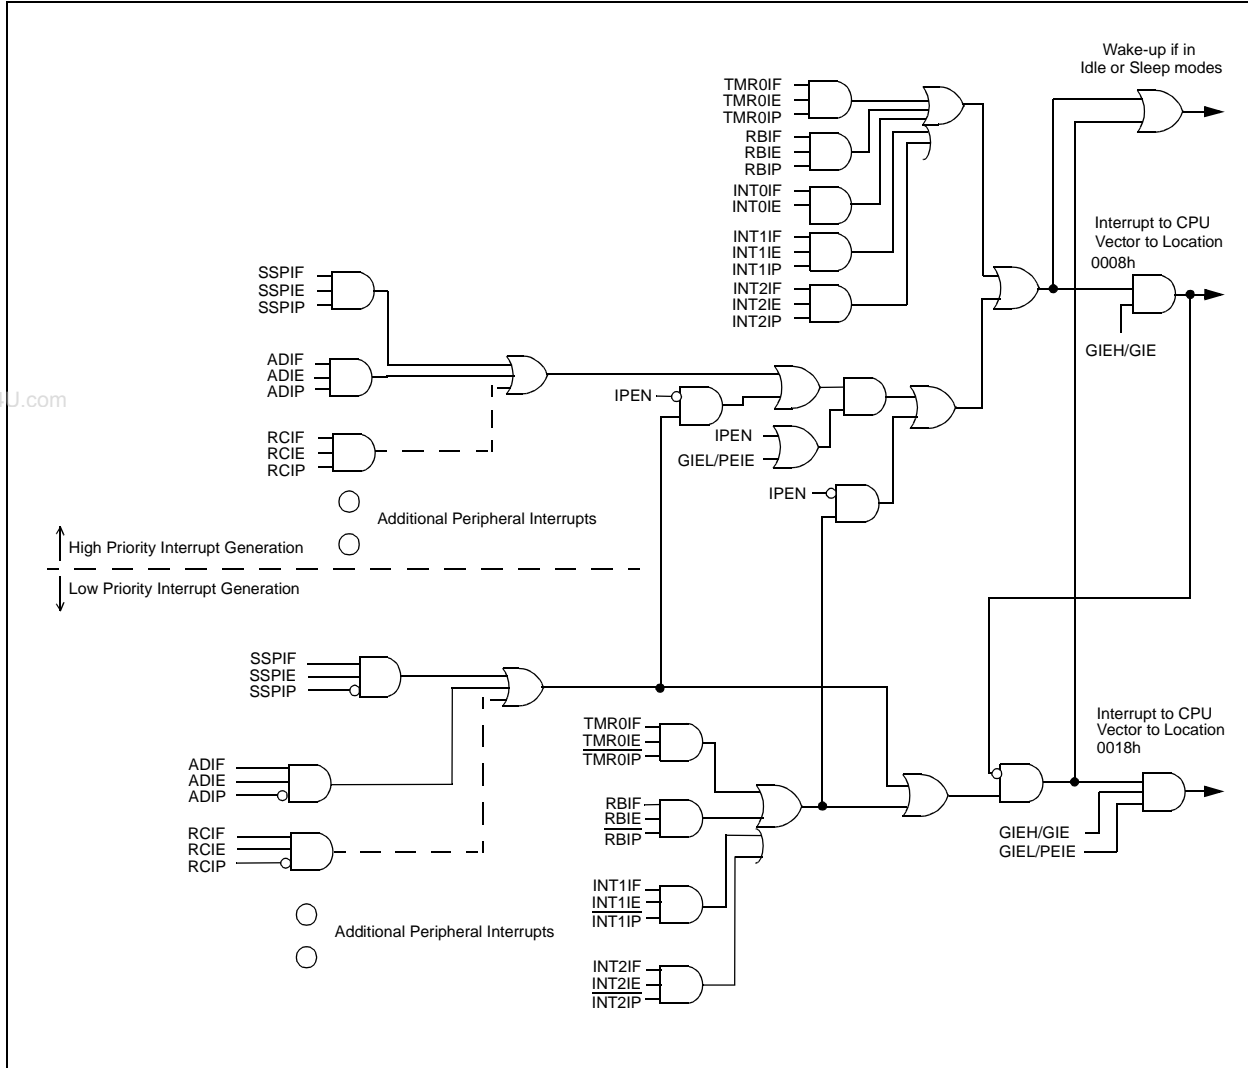 Wake-up if in
Idle or Sleep modes
TMR0IF
TMR0IE
TMR0IP
RBIF
RBIE
RBIP
INT0IF
INT0IE
INT1IF
INT1IE
INT1IP
INT2IF
INT2IE
INT2IP
Interrupt to CPU
Vector to Location
0008h
GIEH/GIE
SSPIF
SSPIE
SSPIP
ADIF
ADIE
ADIP
RCIF
RCIE
RCIP
IPEN
IPEN
GIEL/PEIE
IPEN
U.com
Additional Peripheral Interrupts
High Priority Interrupt Generation
Low Priority Interrupt Generation
SSPIF
SSPIE
SSPIP
ADIF
ADIE
ADIP
RCIF
RCIE
RCIP
Additional Peripheral Interrupts
TMR0IF
TMR0IE
TMR0IP
RBIF
RBIE
RBIP
INT1IF
INT1IE
INT1IP
INT2IF
INT2IE
INT2IP
Interrupt to CPU
Vector to Location
0018h
GIEH/GIE
GIEL/PEIE